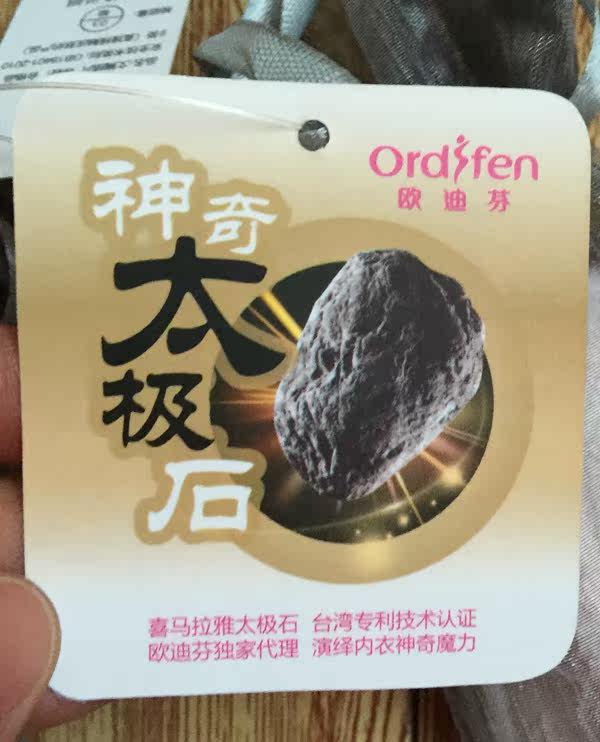 Ordifen
欧迪芬
神奇
太
极
石
喜马拉雅太极石 台湾专利技术认证
欧迪芬独家代理 演绎内衣神奇魔力